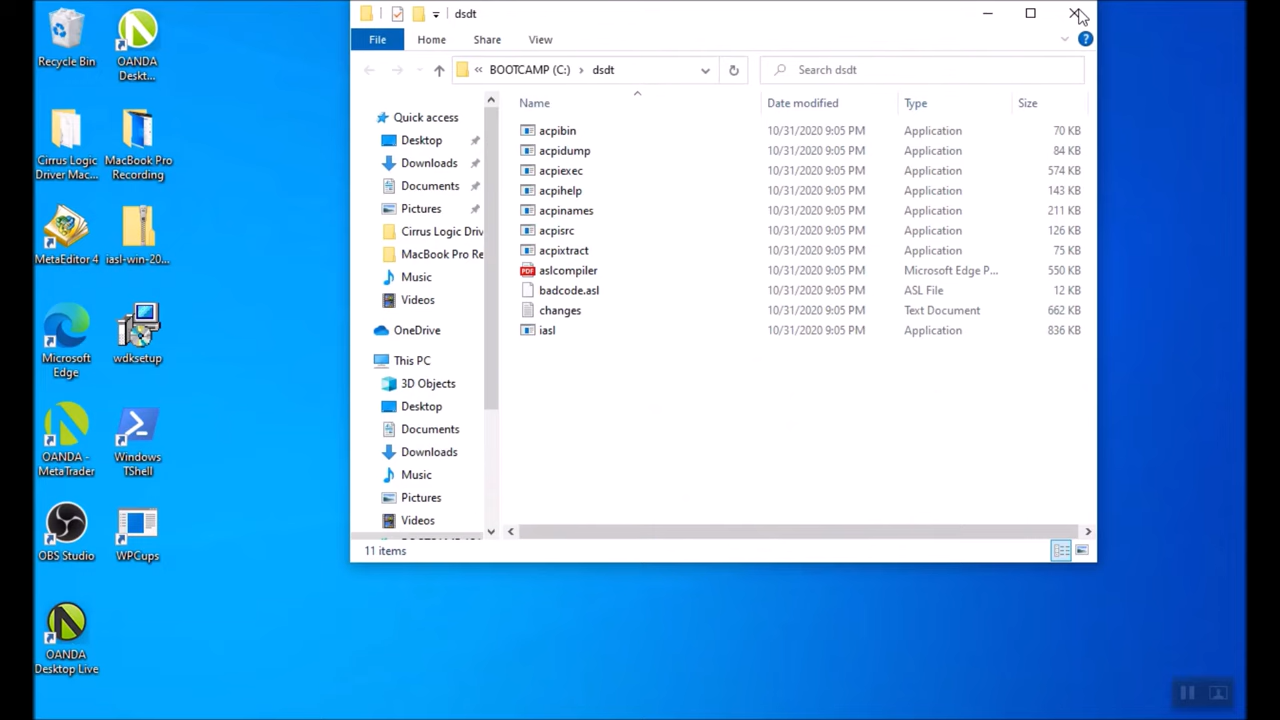 dsdt
File Home Share View
« BOOTCAMP (C:) › dsdt
Search dsdt
Name Date modified Type Size
acpibin 10/31/2020 9:05 PM Application 70 KB
acpidump 10/31/2020 9:05 PM Application 84 KB
acpiexec 10/31/2020 9:05 PM Application 574 KB
acpihelp 10/31/2020 9:05 PM Application 143 KB
acpinames 10/31/2020 9:05 PM Application 211 KB
acpisrc 10/31/2020 9:05 PM Application 126 KB
acpixtract 10/31/2020 9:05 PM Application 75 KB
aslcompiler 10/31/2020 9:05 PM Microsoft Edge P... 550 KB
badcode.asl 10/31/2020 9:05 PM ASL File 12 KB
changes 10/31/2020 9:05 PM Text Document 662 KB
iasl 10/31/2020 9:05 PM Application 836 KB
Quick access
Desktop
Downloads
Documents
Pictures
Cirrus Logic Driv
MacBook Pro Re
Music
Videos
OneDrive
This PC
3D Objects
Desktop
Documents
Downloads
Music
Pictures
Videos
11 items
Recycle Bin
OANDA
Deskt...
Cirrus Logic
Driver Mac...
MacBook Pro
Recording
MetaEditor 4
iasl-win-20...
Microsoft
Edge
wdksetup
OANDA -
MetaTrader
Windows
TShell
OBS Studio
WPCups
OANDA
Desktop Live
PDF